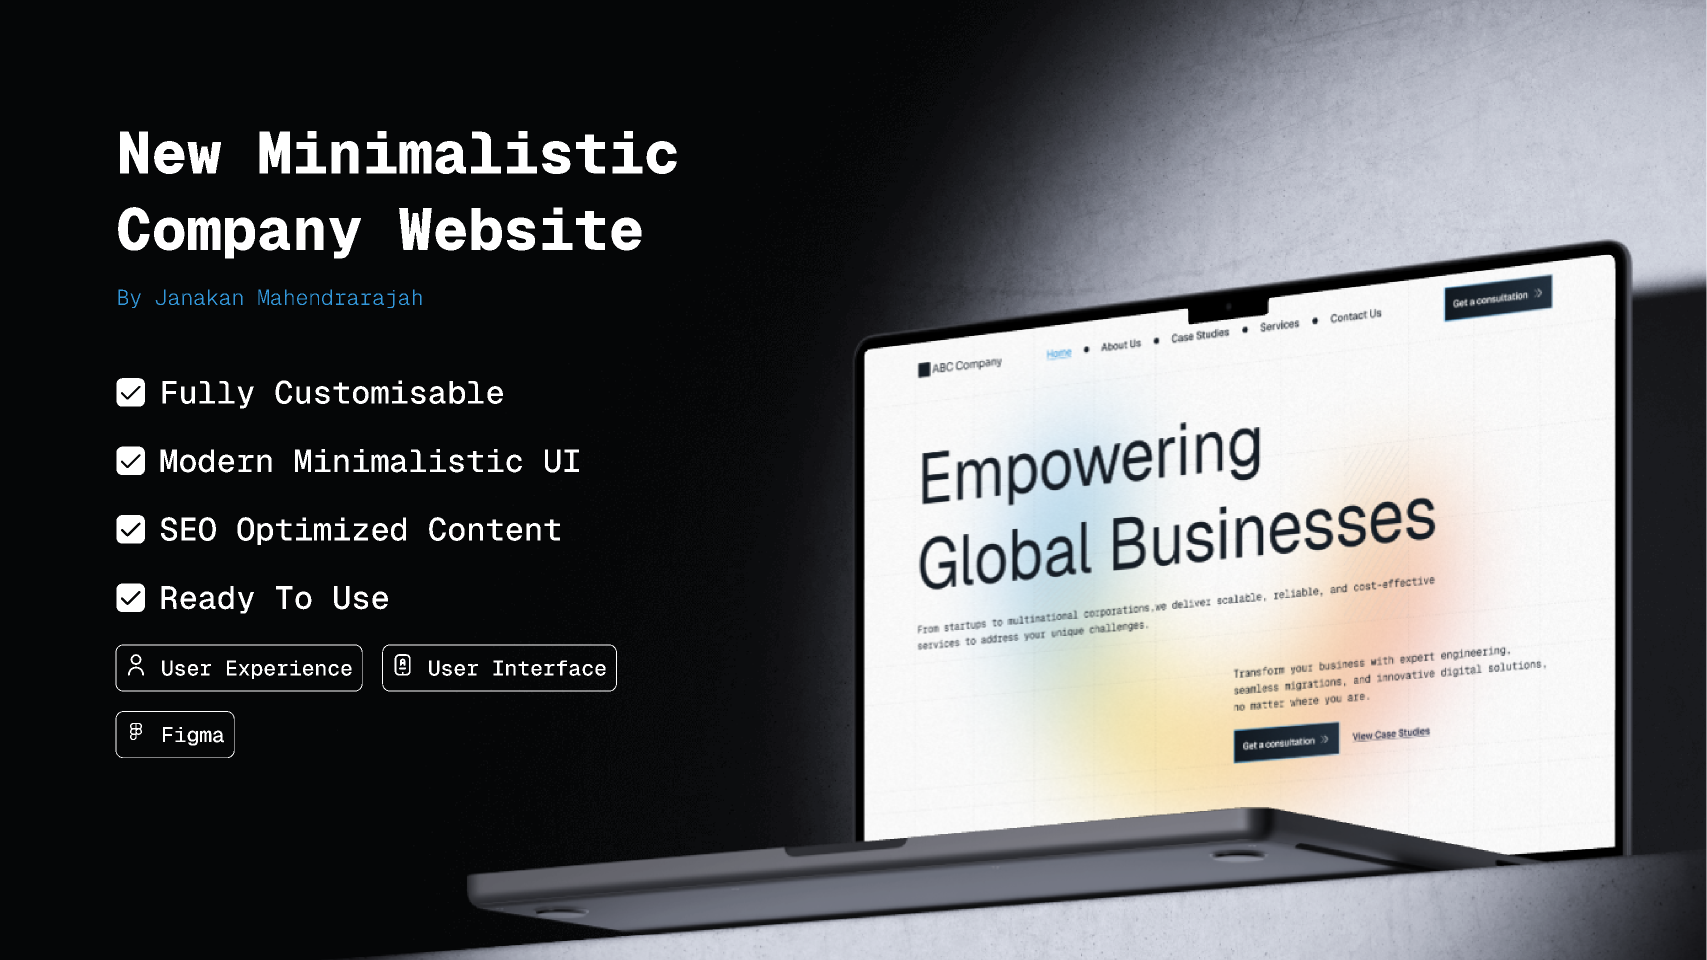 New Minimalistic
Company Website
By Janakan Mahendrarajah
Fully Customisable
Modern Minimalistic UI
SEO Optimized Content
Ready To Use
User Experience
User Interface
Figma
ABC Company
Home
About Us
Case Studies
Services
Contact Us
Get a consultation
Empowering
Global Businesses
From startups to multinational corporations,we deliver scalable, reliable, and cost-effective
services to address your unique challenges.
Transform your business with expert engineering,
seamless migrations, and innovative digital solutions,
no matter where you are.
Get a consultation
View Case Studies